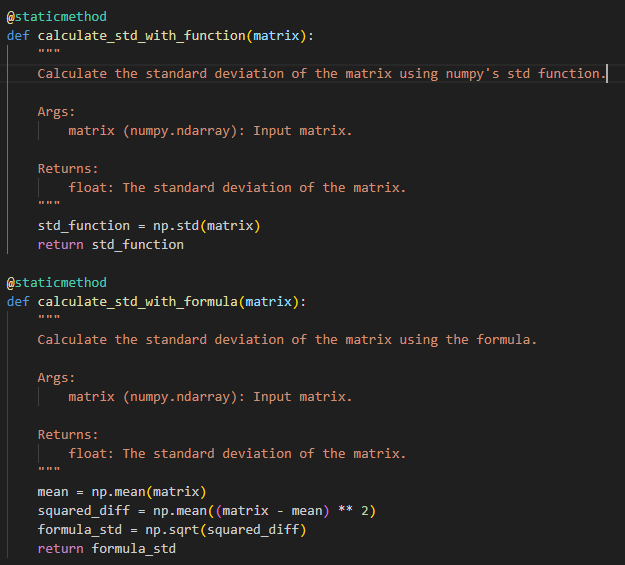 @staticmethod
def calculate_std_with_function(matrix):
    """
    Calculate the standard deviation of the matrix using numpy's std function.

    Args:
        matrix (numpy.ndarray): Input matrix.

    Returns:
        float: The standard deviation of the matrix.
    """
    std_function = np.std(matrix)
    return std_function

@staticmethod
def calculate_std_with_formula(matrix):
    """
    Calculate the standard deviation of the matrix using the formula.

    Args:
        matrix (numpy.ndarray): Input matrix.

    Returns:
        float: The standard deviation of the matrix.
    """
    mean = np.mean(matrix)
    squared_diff = np.mean((matrix - mean) ** 2)
    formula_std = np.sqrt(squared_diff)
    return formula_std